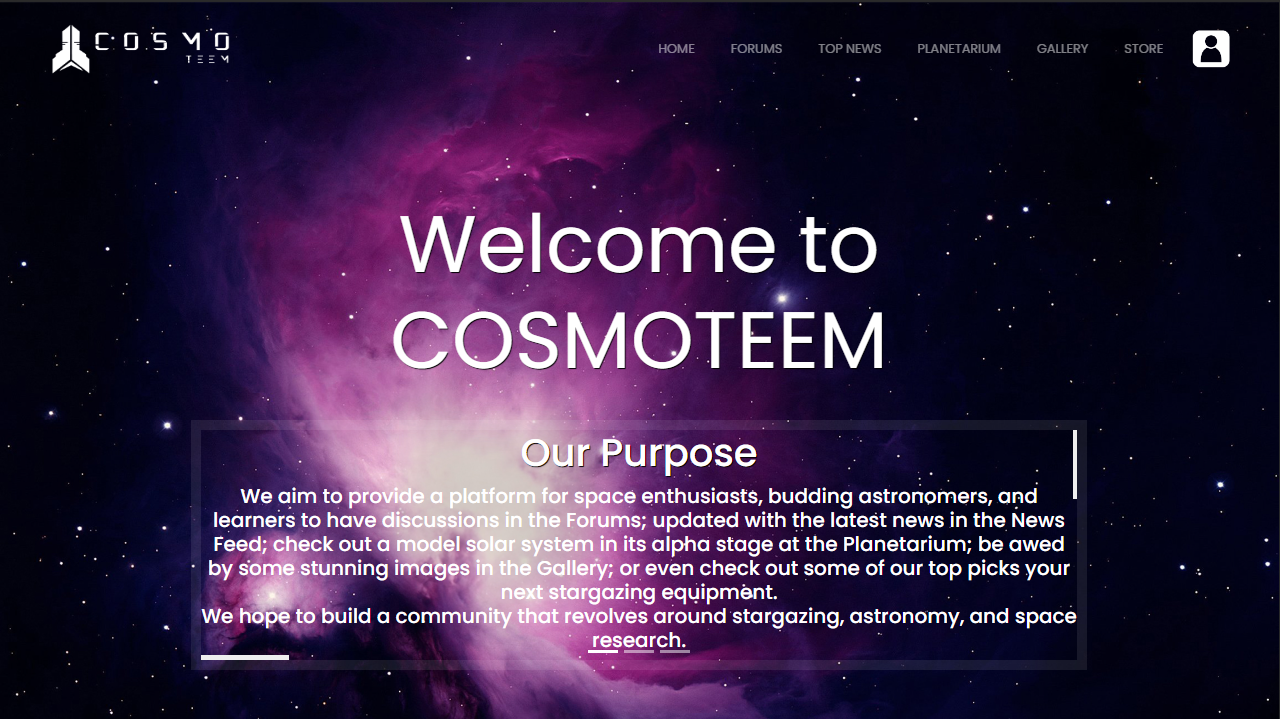 COSMO
TEEM
HOME FORUMS TOP NEWS PLANETARIUM GALLERY STORE
Welcome to
COSMOTEEM
Our Purpose
We aim to provide a platform for space enthusiasts, budding astronomers, and
learners to have discussions in the Forums; updated with the latest news in the News
Feed; check out a model solar system in its alpha stage at the Planetarium; be awed
by some stunning images in the Gallery; or even check out some of our top picks your
next stargazing equipment.
We hope to build a community that revolves around stargazing, astronomy, and space
research.